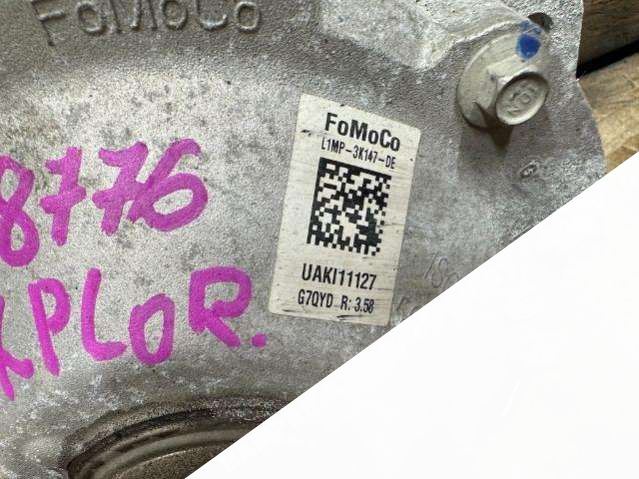 FoMoCo
FoMoCo
L1MP-3K147-DE
UAKI11127
G7QYD R: 3.58
8776
XPLOR.